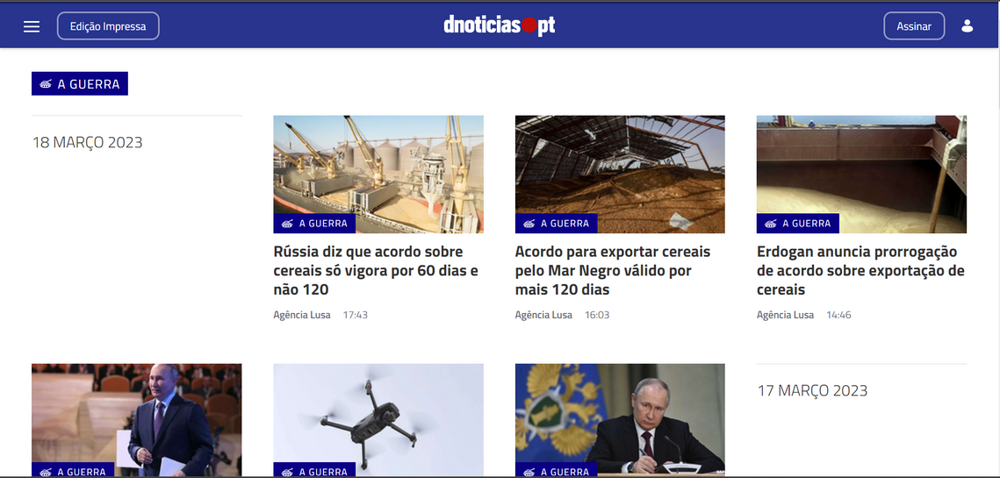 Edição Impressa
dnoticias.pt
Assinar
A GUERRA
18 MARÇO 2023
A GUERRA
Rússia diz que acordo sobre
cereais só vigora por 60 dias e
não 120
Agência Lusa 17:43
A GUERRA
Acordo para exportar cereais
pelo Mar Negro válido por
mais 120 dias
Agência Lusa 16:03
A GUERRA
Erdogan anuncia prorrogação
de acordo sobre exportação de
cereais
Agência Lusa 14:46
A GUERRA
A GUERRA
A GUERRA
17 MARÇO 2023